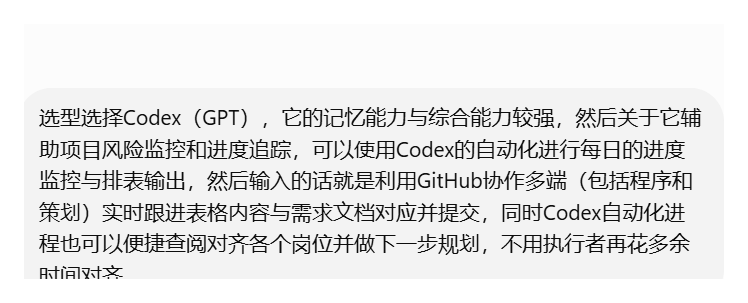 选型选择Codex（GPT），它的记忆能力与综合能力较强，然后关于它辅
助项目风险监控和进度追踪，可以使用Codex的自动化进行每日的进度
监控与排表输出，然后输入的话就是利用GitHub协作多端（包括程序和
策划）实时跟进表格内容与需求文档对应并提交，同时Codex自动化进
程也可以便捷查阅对齐各个岗位并做下一步规划，不用执行者再花多余
时间对齐